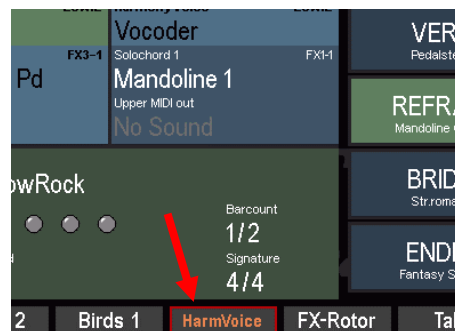 Vocoder
FX3-1
Pd
Solochord 1
FX1-1
Mandoline 1
Upper MIDI out
No Sound
VER
Pedalste
REFRA
Mandoline
owRock
Barcount
1/2
Signature
4/4
BRID
Str.roma
ENDI
Fantasy S
2
Birds 1
HarmVoice
FX-Rotor
Tal